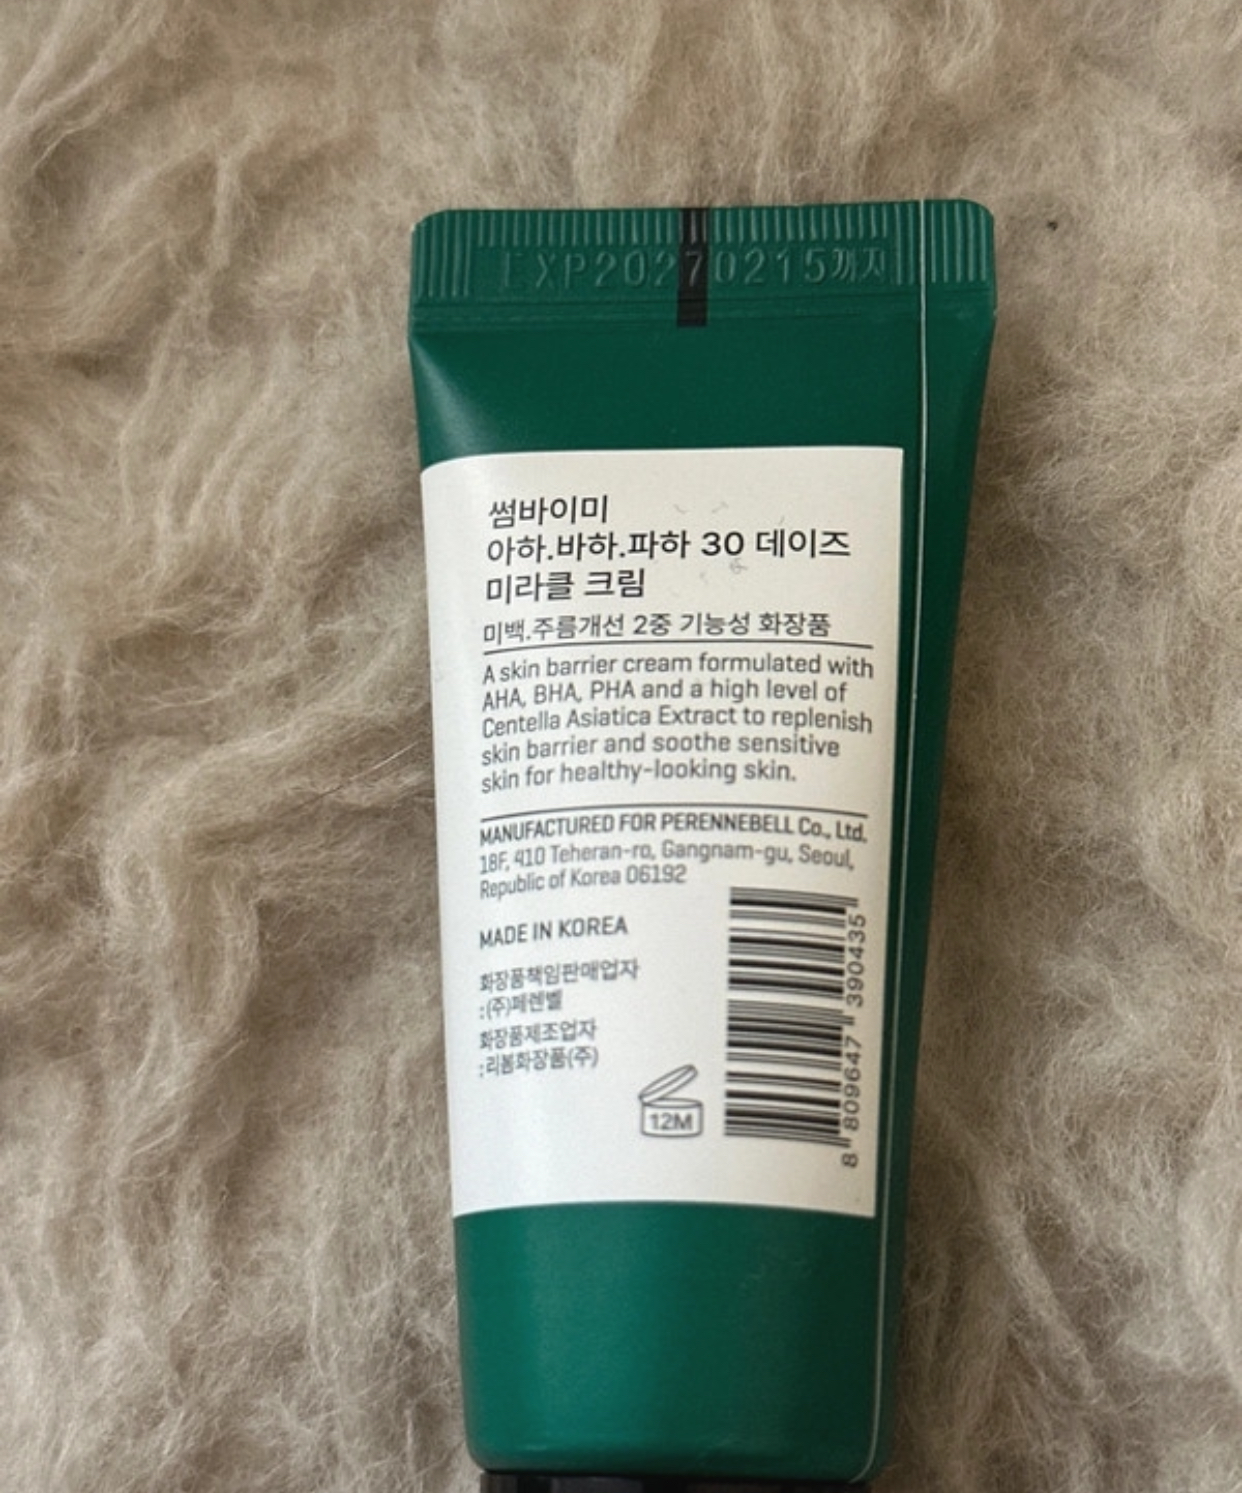 EXP20270215까지
썸바이미
아하.바하.파하 30 데이즈
미라클 크림
미백.주름개선 2중 기능성 화장품
A skin barrier cream formulated with
AHA, BHA, PHA and a high level of
Centella Asiatica Extract to replenish
skin barrier and soothe sensitive
skin for healthy-looking skin.
MANUFACTURED FOR PERENNEBELL Co., Ltd.
18F, 410 Teheran-ro, Gangnam-gu, Seoul,
Republic of Korea 06192
MADE IN KOREA
화장품책임판매업자
:(주)페렌벨
화장품제조업자
:리봄화장품(주)
12M
8 809647 390435